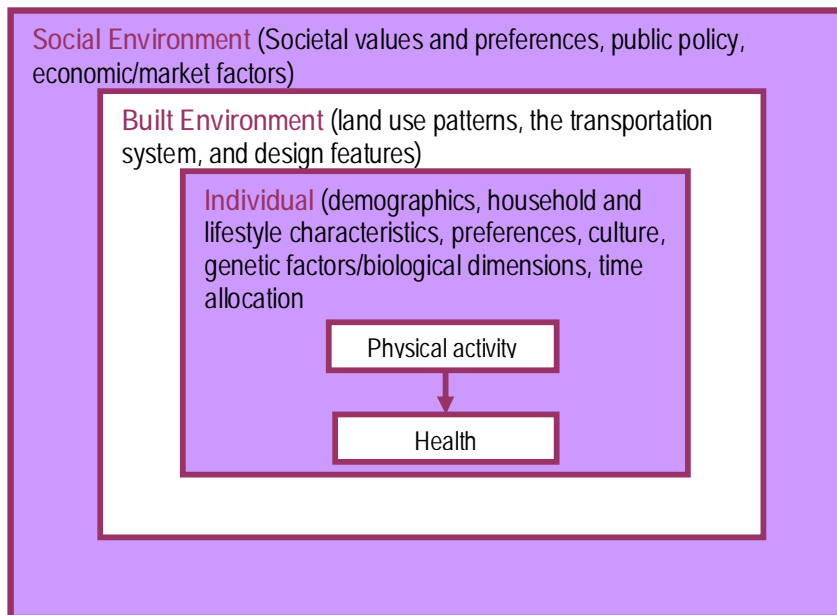 Social Environment (Societal values and preferences, public policy,
economic/market factors)
Built Environment (land use patterns, the transportation
system, and design features)
Individual (demographics, household and
lifestyle characteristics, preferences, culture,
genetic factors/biological dimensions, time
allocation
Physical activity
Health